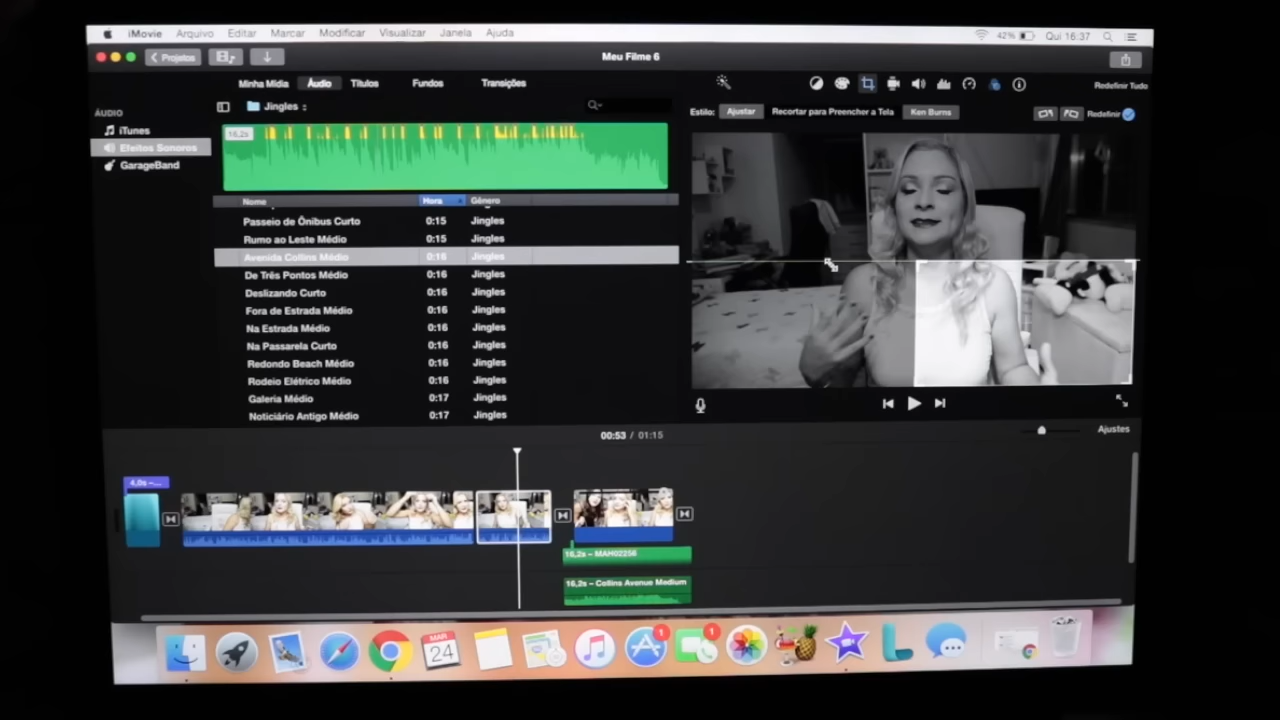 iMovie Arquivo Editar Marcar Modificar Visualizar Janela Ajuda 42% Qui 16:37
Projetos Meu Filme 6
Minha Mídia Áudio Títulos Fundos Transições Redefinir Tudo
ÁUDIO
iTunes
Efeitos Sonoros
GarageBand
Jingles
16,2s
Estilo: Ajustar Recortar para Preencher a Tela Ken Burns Redefinir
Nome Hora Gênero
Passeio de Ônibus Curto 0:15 Jingles
Rumo ao Leste Médio 0:15 Jingles
Avenida Collins Médio 0:16 Jingles
De Três Pontos Médio 0:16 Jingles
Deslizando Curto 0:16 Jingles
Fora de Estrada Médio 0:16 Jingles
Na Estrada Médio 0:16 Jingles
Na Passarela Curto 0:16 Jingles
Redondo Beach Médio 0:16 Jingles
Rodeio Elétrico Médio 0:16 Jingles
Galeria Médio 0:17 Jingles
Noticiário Antigo Médio 0:17 Jingles
00:53 / 01:15 Ajustes
4,0s –...
16,2s – MAH02256
16,2s – Collins Avenue Medium
MAR
24
1
1